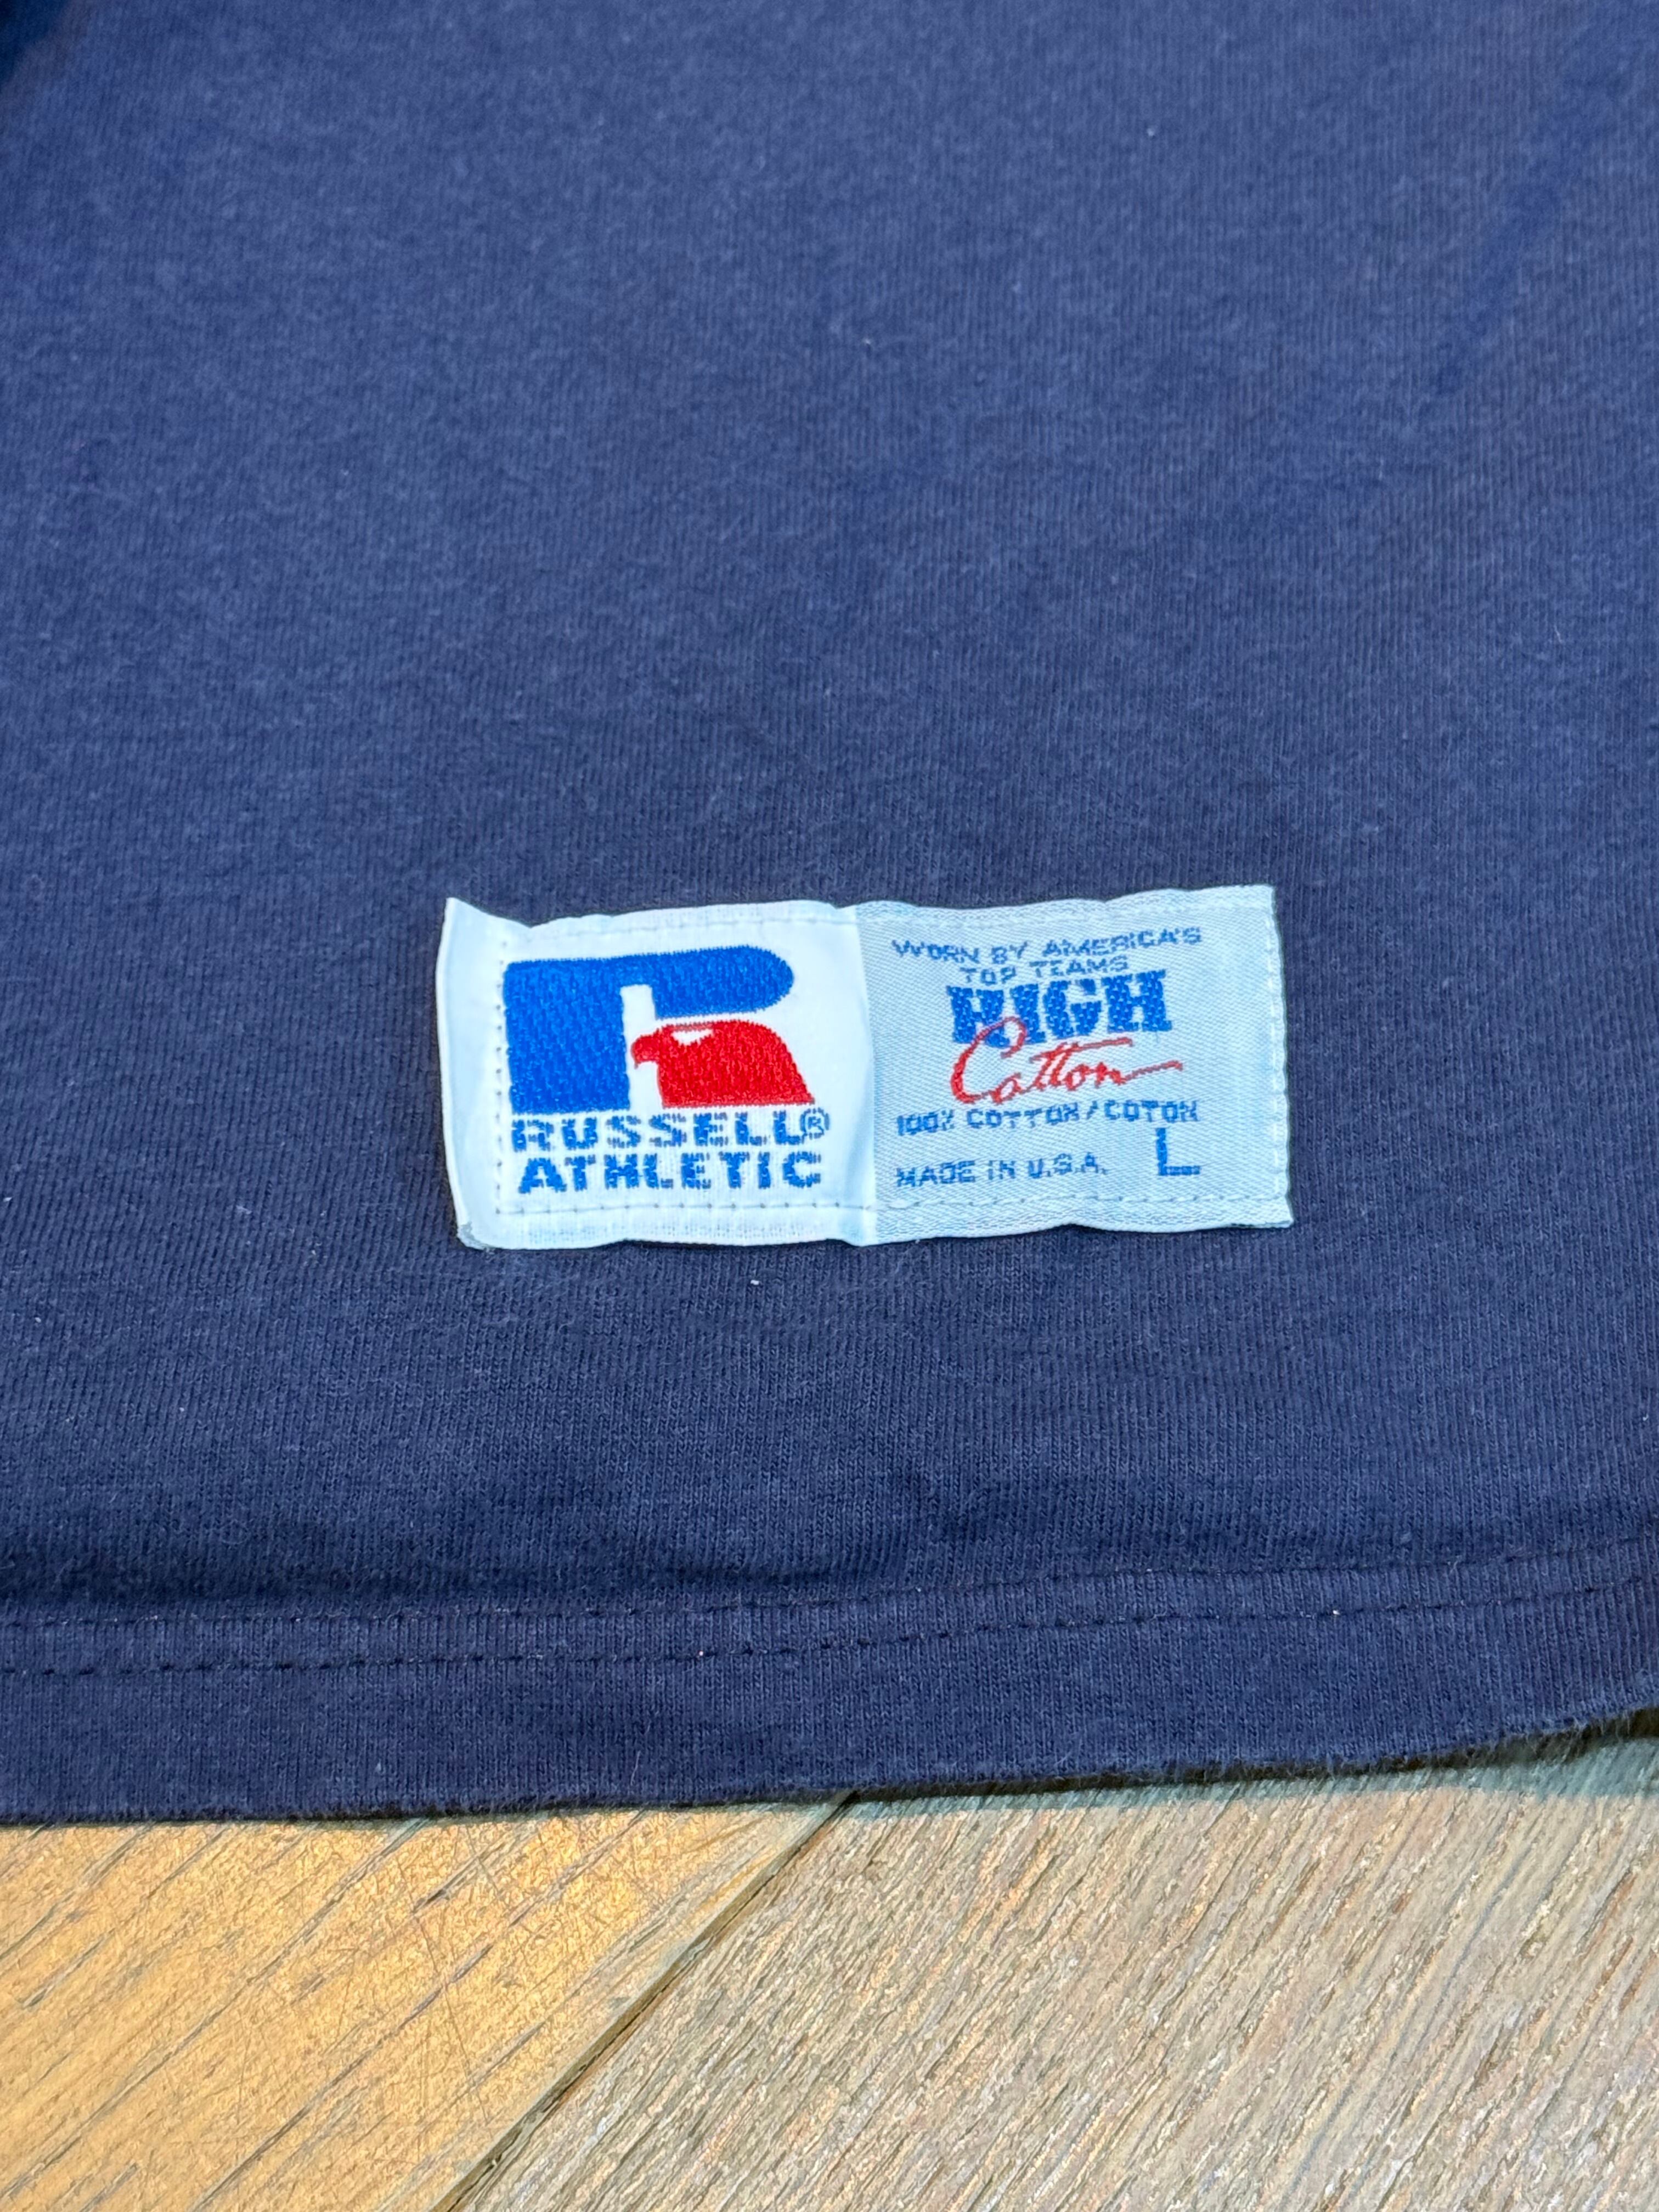 RUSSELL®
ATHLETIC
WORN BY AMERICA'S
TOP TEAMS
HIGH
Cotton
100% COTTON/COTON
MADE IN U.S.A. L